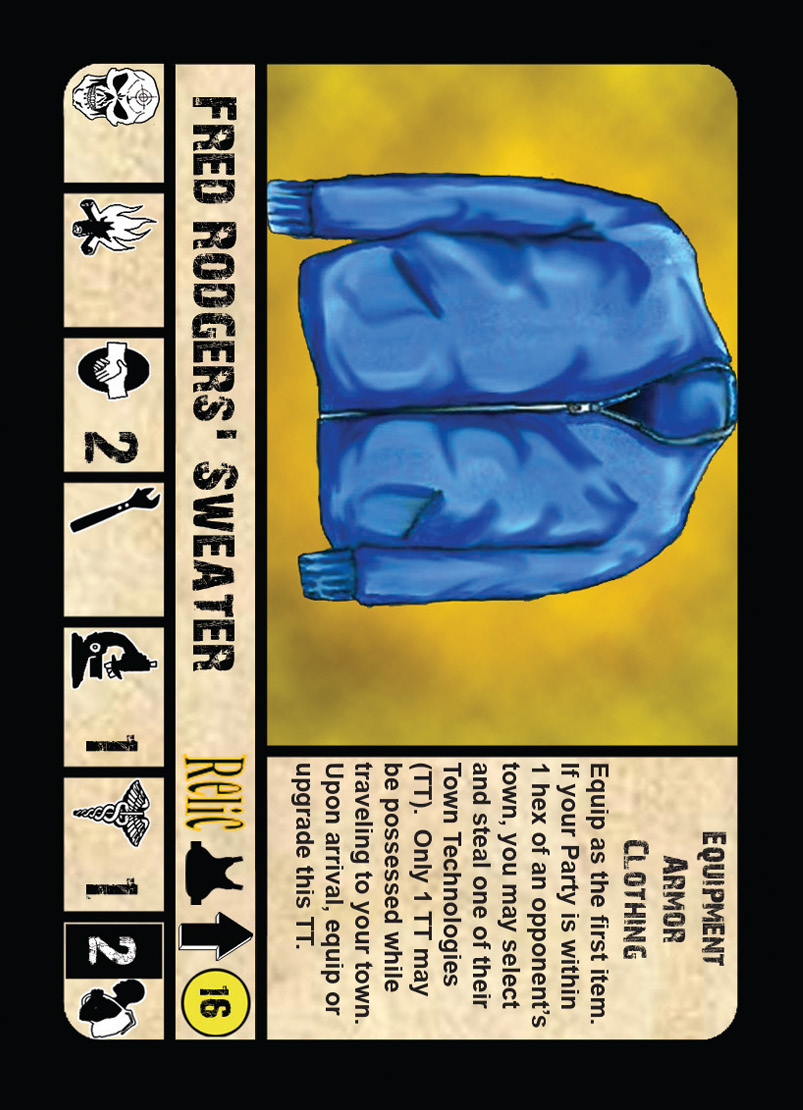 EQUIPMENT
ARMOR
CLOTHING
Equip as the first item.
If your Party is within
1 hex of an opponent's
town, you may select
and steal one of their
Town Technologies
(TT). Only 1 TT may
be possessed while
traveling to your town.
Upon arrival, equip or
upgrade this TT.
FRED RODGERS' SWEATER
Relic
16
2
1
1
2